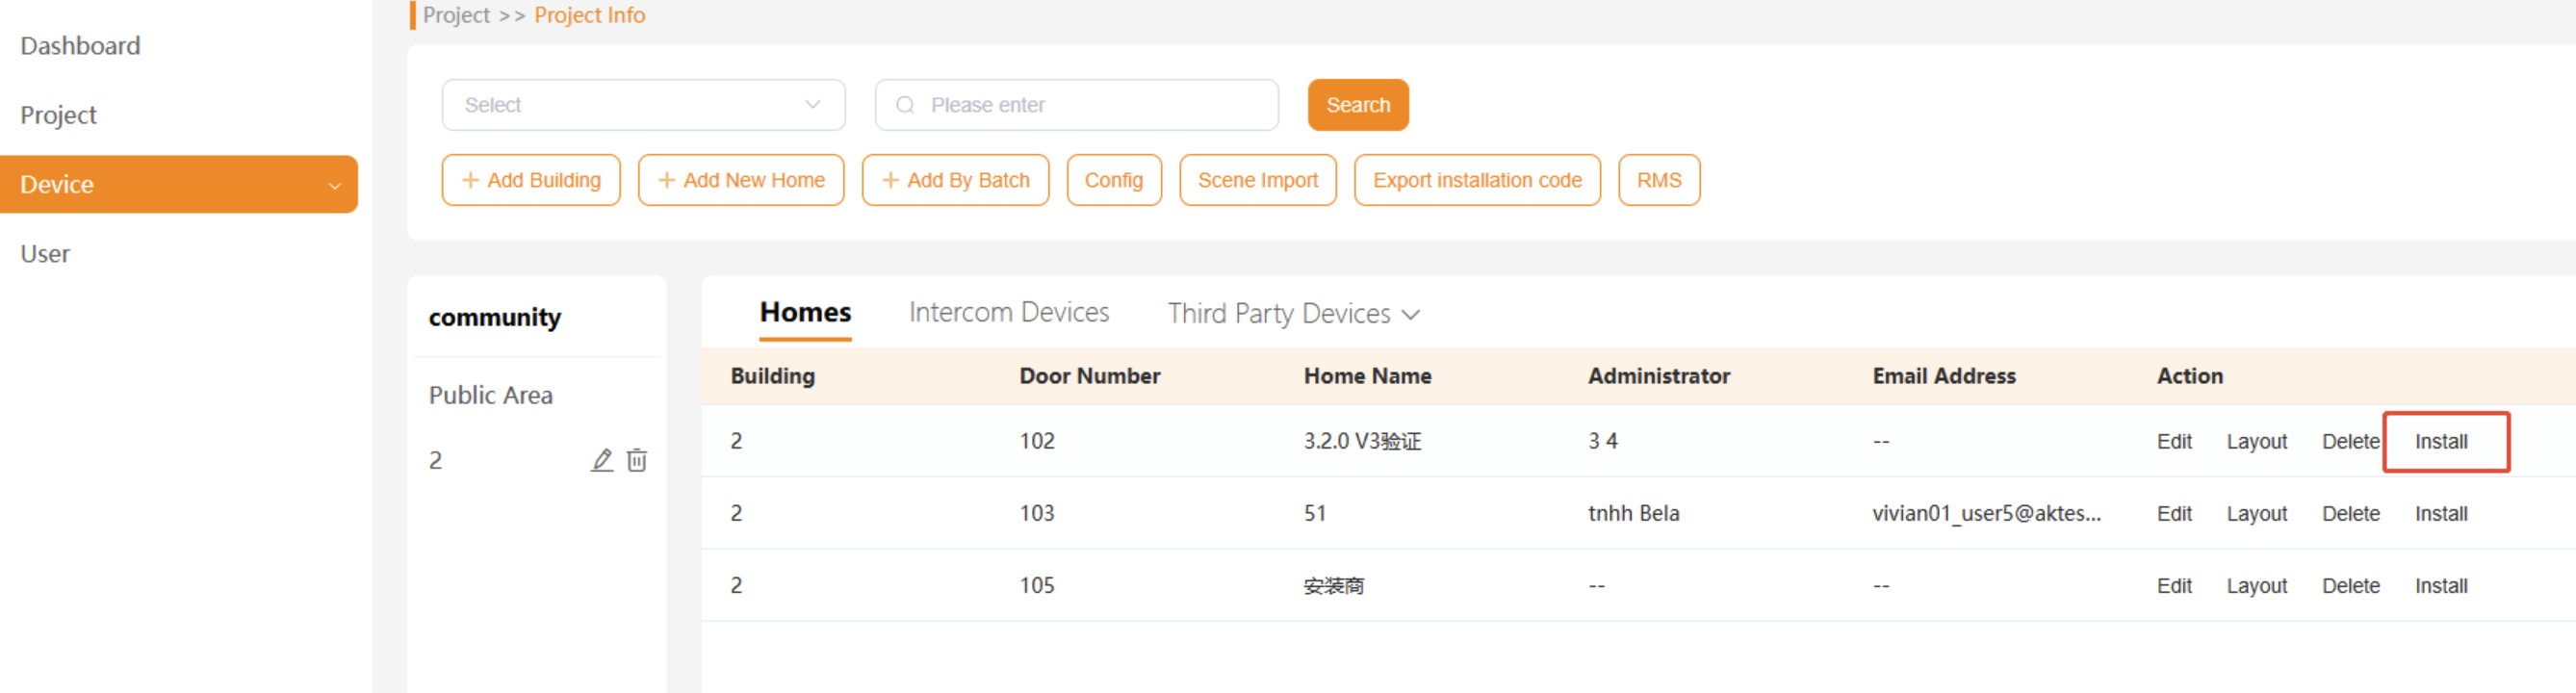 Project >> Project Info
Dashboard
Project
Device
User
Select
Please enter
Search
+ Add Building
+ Add New Home
+ Add By Batch
Config
Scene Import
Export installation code
RMS
community
Public Area
2
Homes
Intercom Devices
Third Party Devices
Building Door Number Home Name Administrator Email Address Action
2 102 3.2.0 V3验证 3 4 -- Edit Layout Delete Install
2 103 51 tnhh Bela vivian01_user5@aktes... Edit Layout Delete Install
2 105 安装商 -- -- Edit Layout Delete Install